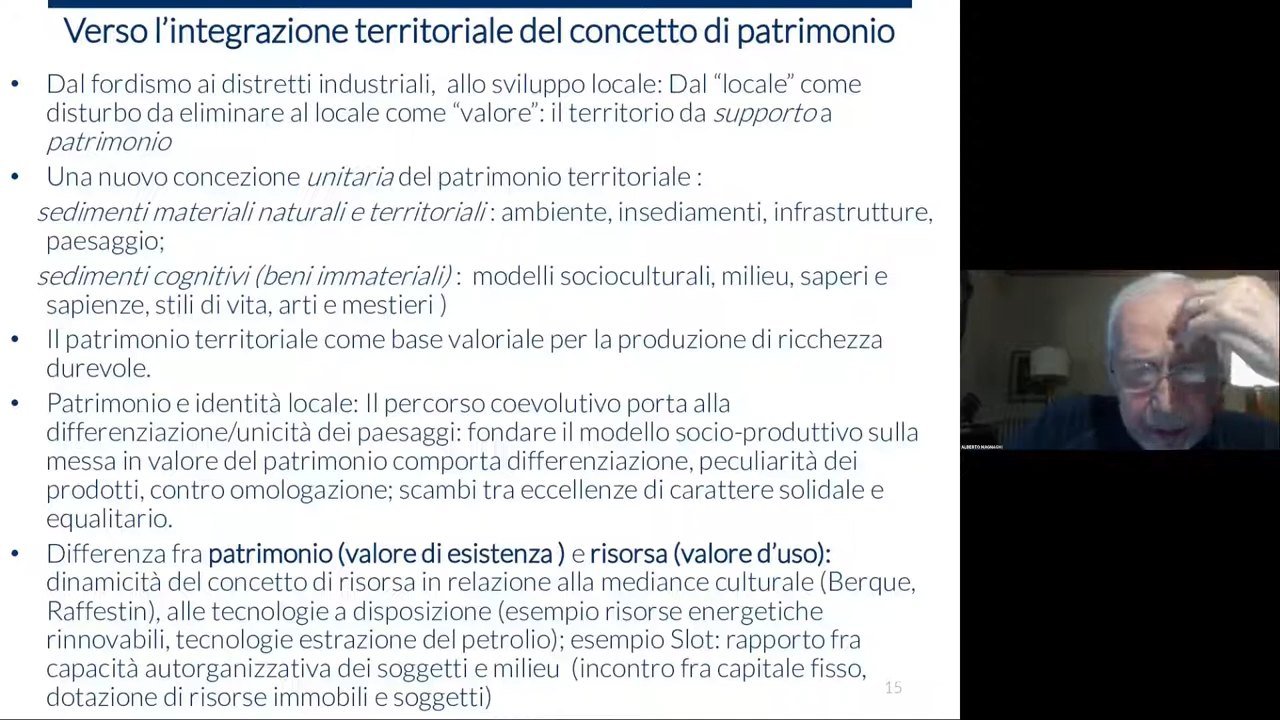 Verso l’integrazione territoriale del concetto di patrimonio
• Dal fordismo ai distretti industriali, allo sviluppo locale: Dal “locale” come
disturbo da eliminare al locale come “valore”: il territorio da supporto a
patrimonio
• Una nuovo concezione unitaria del patrimonio territoriale :
sedimenti materiali naturali e territoriali : ambiente, insediamenti, infrastrutture,
paesaggio;
sedimenti cognitivi (beni immateriali) : modelli socioculturali, milieu, saperi e
sapienze, stili di vita, arti e mestieri )
• Il patrimonio territoriale come base valoriale per la produzione di ricchezza
durevole.
• Patrimonio e identità locale: Il percorso coevolutivo porta alla
differenziazione/unicità dei paesaggi: fondare il modello socio-produttivo sulla
messa in valore del patrimonio comporta differenziazione, peculiarità dei
prodotti, contro omologazione; scambi tra eccellenze di carattere solidale e
equalitario.
• Differenza fra patrimonio (valore di esistenza ) e risorsa (valore d’uso):
dinamicità del concetto di risorsa in relazione alla mediance culturale (Berque,
Raffestin), alle tecnologie a disposizione (esempio risorse energetiche
rinnovabili, tecnologie estrazione del petrolio); esempio Slot: rapporto fra
capacità autorganizzativa dei soggetti e milieu (incontro fra capitale fisso,
dotazione di risorse immobili e soggetti)
15
ALBERTO MAGNAGHI